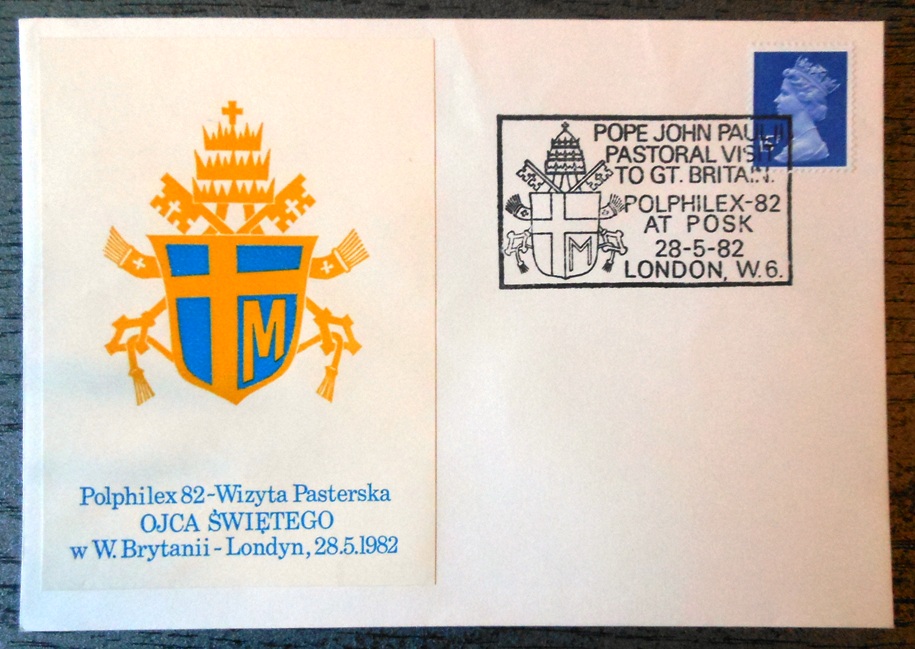 M
Polphilex 82-Wizyta Pasterska
OJCA ŚWIĘTEGO
w W. Brytanii - Londyn, 28.5.1982
POPE JOHN PAUL II
PASTORAL VISIT
TO GT. BRITAIN.
POLPHILEX-82
AT POSK
28-5-82
LONDON, W.6.
M